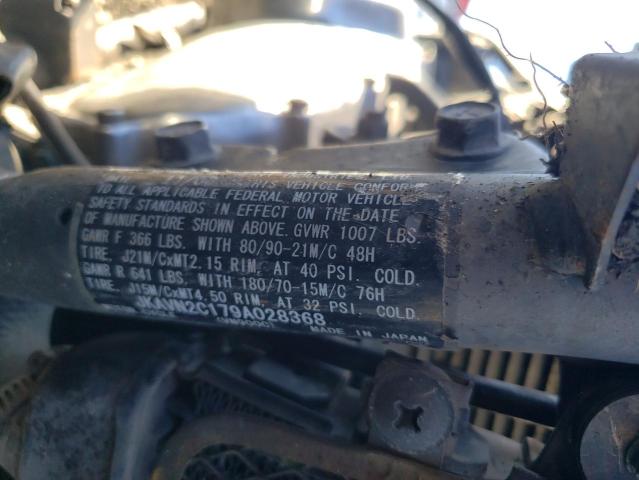 VEHICLE CONFORMS
TO ALL APPLICABLE FEDERAL MOTOR VEHICLE
SAFETY STANDARDS IN EFFECT ON THE DATE
OF MANUFACTURE SHOWN ABOVE. GVWR 1007 LBS.
GAWR F 366 LBS. WITH 80/90-21M/C 48H
TIRE, J21M/CxMT2.15 RIM, AT 40 PSI. COLD.
GAWR R 641 LBS. WITH 180/70-15M/C 76H
TIRE, J15M/CxMT4.50 RIM, AT 32 PSI. COLD.
JKAVN2C179A028368
MADE IN JAPAN